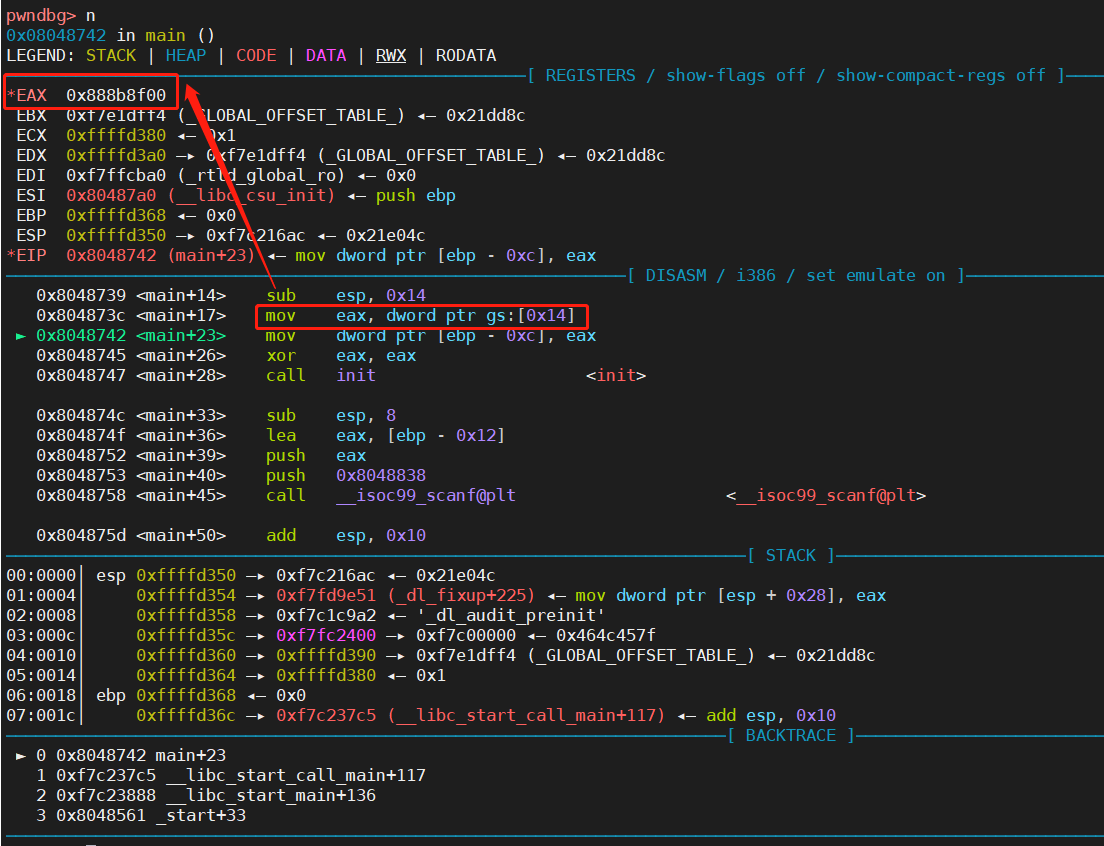 pwndbg> n
0x08048742 in main ()
LEGEND: STACK | HEAP | CODE | DATA | RWX | RODATA
[ REGISTERS / show-flags off / show-compact-regs off ]
*EAX  0x888b8f00
 EBX  0xf7e1dff4 (_GLOBAL_OFFSET_TABLE_) ◂— 0x21dd8c
 ECX  0xffffd380 ◂— 0x1
 EDX  0xffffd3a0 —▸ 0xf7e1dff4 (_GLOBAL_OFFSET_TABLE_) ◂— 0x21dd8c
 EDI  0xf7ffcba0 (_rtld_global_ro) ◂— 0x0
 ESI  0x80487a0 (__libc_csu_init) ◂— push ebp
 EBP  0xffffd368 ◂— 0x0
 ESP  0xffffd350 —▸ 0xf7c216ac ◂— 0x21e04c
*EIP  0x8048742 (main+23) ◂— mov dword ptr [ebp - 0xc], eax
[ DISASM / i386 / set emulate on ]
   0x8048739 <main+14>    sub    esp, 0x14
   0x804873c <main+17>    mov    eax, dword ptr gs:[0x14]
 ► 0x8048742 <main+23>    mov    dword ptr [ebp - 0xc], eax
   0x8048745 <main+26>    xor    eax, eax
   0x8048747 <main+28>    call   init                     <init>
   0x804874c <main+33>    sub    esp, 8
   0x804874f <main+36>    lea    eax, [ebp - 0x12]
   0x8048752 <main+39>    push   eax
   0x8048753 <main+40>    push   0x8048838
   0x8048758 <main+45>    call   __isoc99_scanf@plt                     <__isoc99_scanf@plt>
   0x804875d <main+50>    add    esp, 0x10
[ STACK ]
00:0000│ esp 0xffffd350 —▸ 0xf7c216ac ◂— 0x21e04c
01:0004│     0xffffd354 —▸ 0xf7fd9e51 (_dl_fixup+225) ◂— mov dword ptr [esp + 0x28], eax
02:0008│     0xffffd358 —▸ 0xf7c1c9a2 ◂— '_dl_audit_preinit'
03:000c│     0xffffd35c —▸ 0xf7fc2400 —▸ 0xf7c00000 ◂— 0x464c457f
04:0010│     0xffffd360 —▸ 0xffffd390 —▸ 0xf7e1dff4 (_GLOBAL_OFFSET_TABLE_) ◂— 0x21dd8c
05:0014│     0xffffd364 —▸ 0xffffd380 ◂— 0x1
06:0018│ ebp 0xffffd368 ◂— 0x0
07:001c│     0xffffd36c —▸ 0xf7c237c5 (__libc_start_call_main+117) ◂— add esp, 0x10
[ BACKTRACE ]
 ► 0 0x8048742 main+23
   1 0xf7c237c5 __libc_start_call_main+117
   2 0xf7c23888 __libc_start_main+136
   3 0x8048561 _start+33